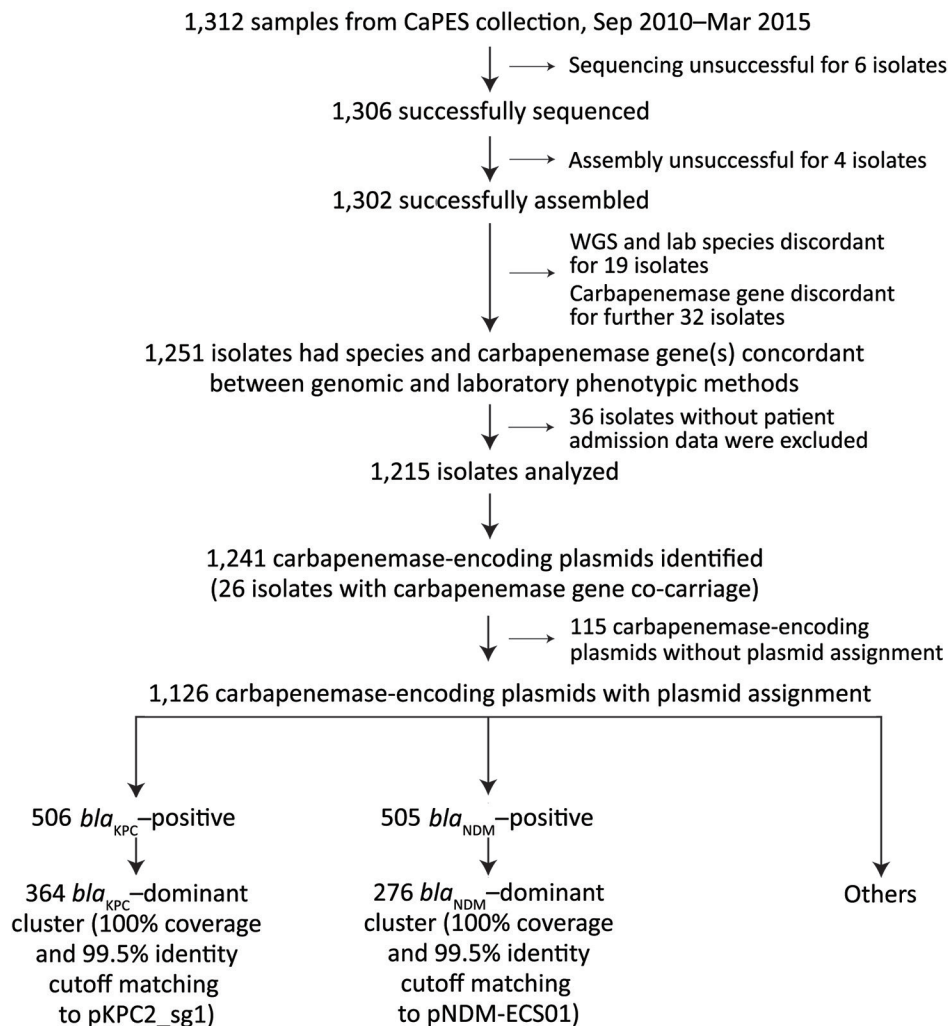 1,312 samples from CaPES collection, Sep 2010–Mar 2015
Sequencing unsuccessful for 6 isolates
1,306 successfully sequenced
Assembly unsuccessful for 4 isolates
1,302 successfully assembled
WGS and lab species discordant
for 19 isolates
Carbapenemase gene discordant
for further 32 isolates
1,251 isolates had species and carbapenemase gene(s) concordant
between genomic and laboratory phenotypic methods
36 isolates without patient
admission data were excluded
1,215 isolates analyzed
1,241 carbapenemase-encoding plasmids identified
(26 isolates with carbapenemase gene co-carriage)
115 carbapenemase-encoding
plasmids without plasmid assignment
1,126 carbapenemase-encoding plasmids with plasmid assignment
506 blaKPC–positive
364 blaKPC–dominant
cluster (100% coverage
and 99.5% identity
cutoff matching
to pKPC2_sg1)
505 blaNDM–positive
276 blaNDM–dominant
cluster (100% coverage
and 99.5% identity
cutoff matching
to pNDM-ECS01)
Others